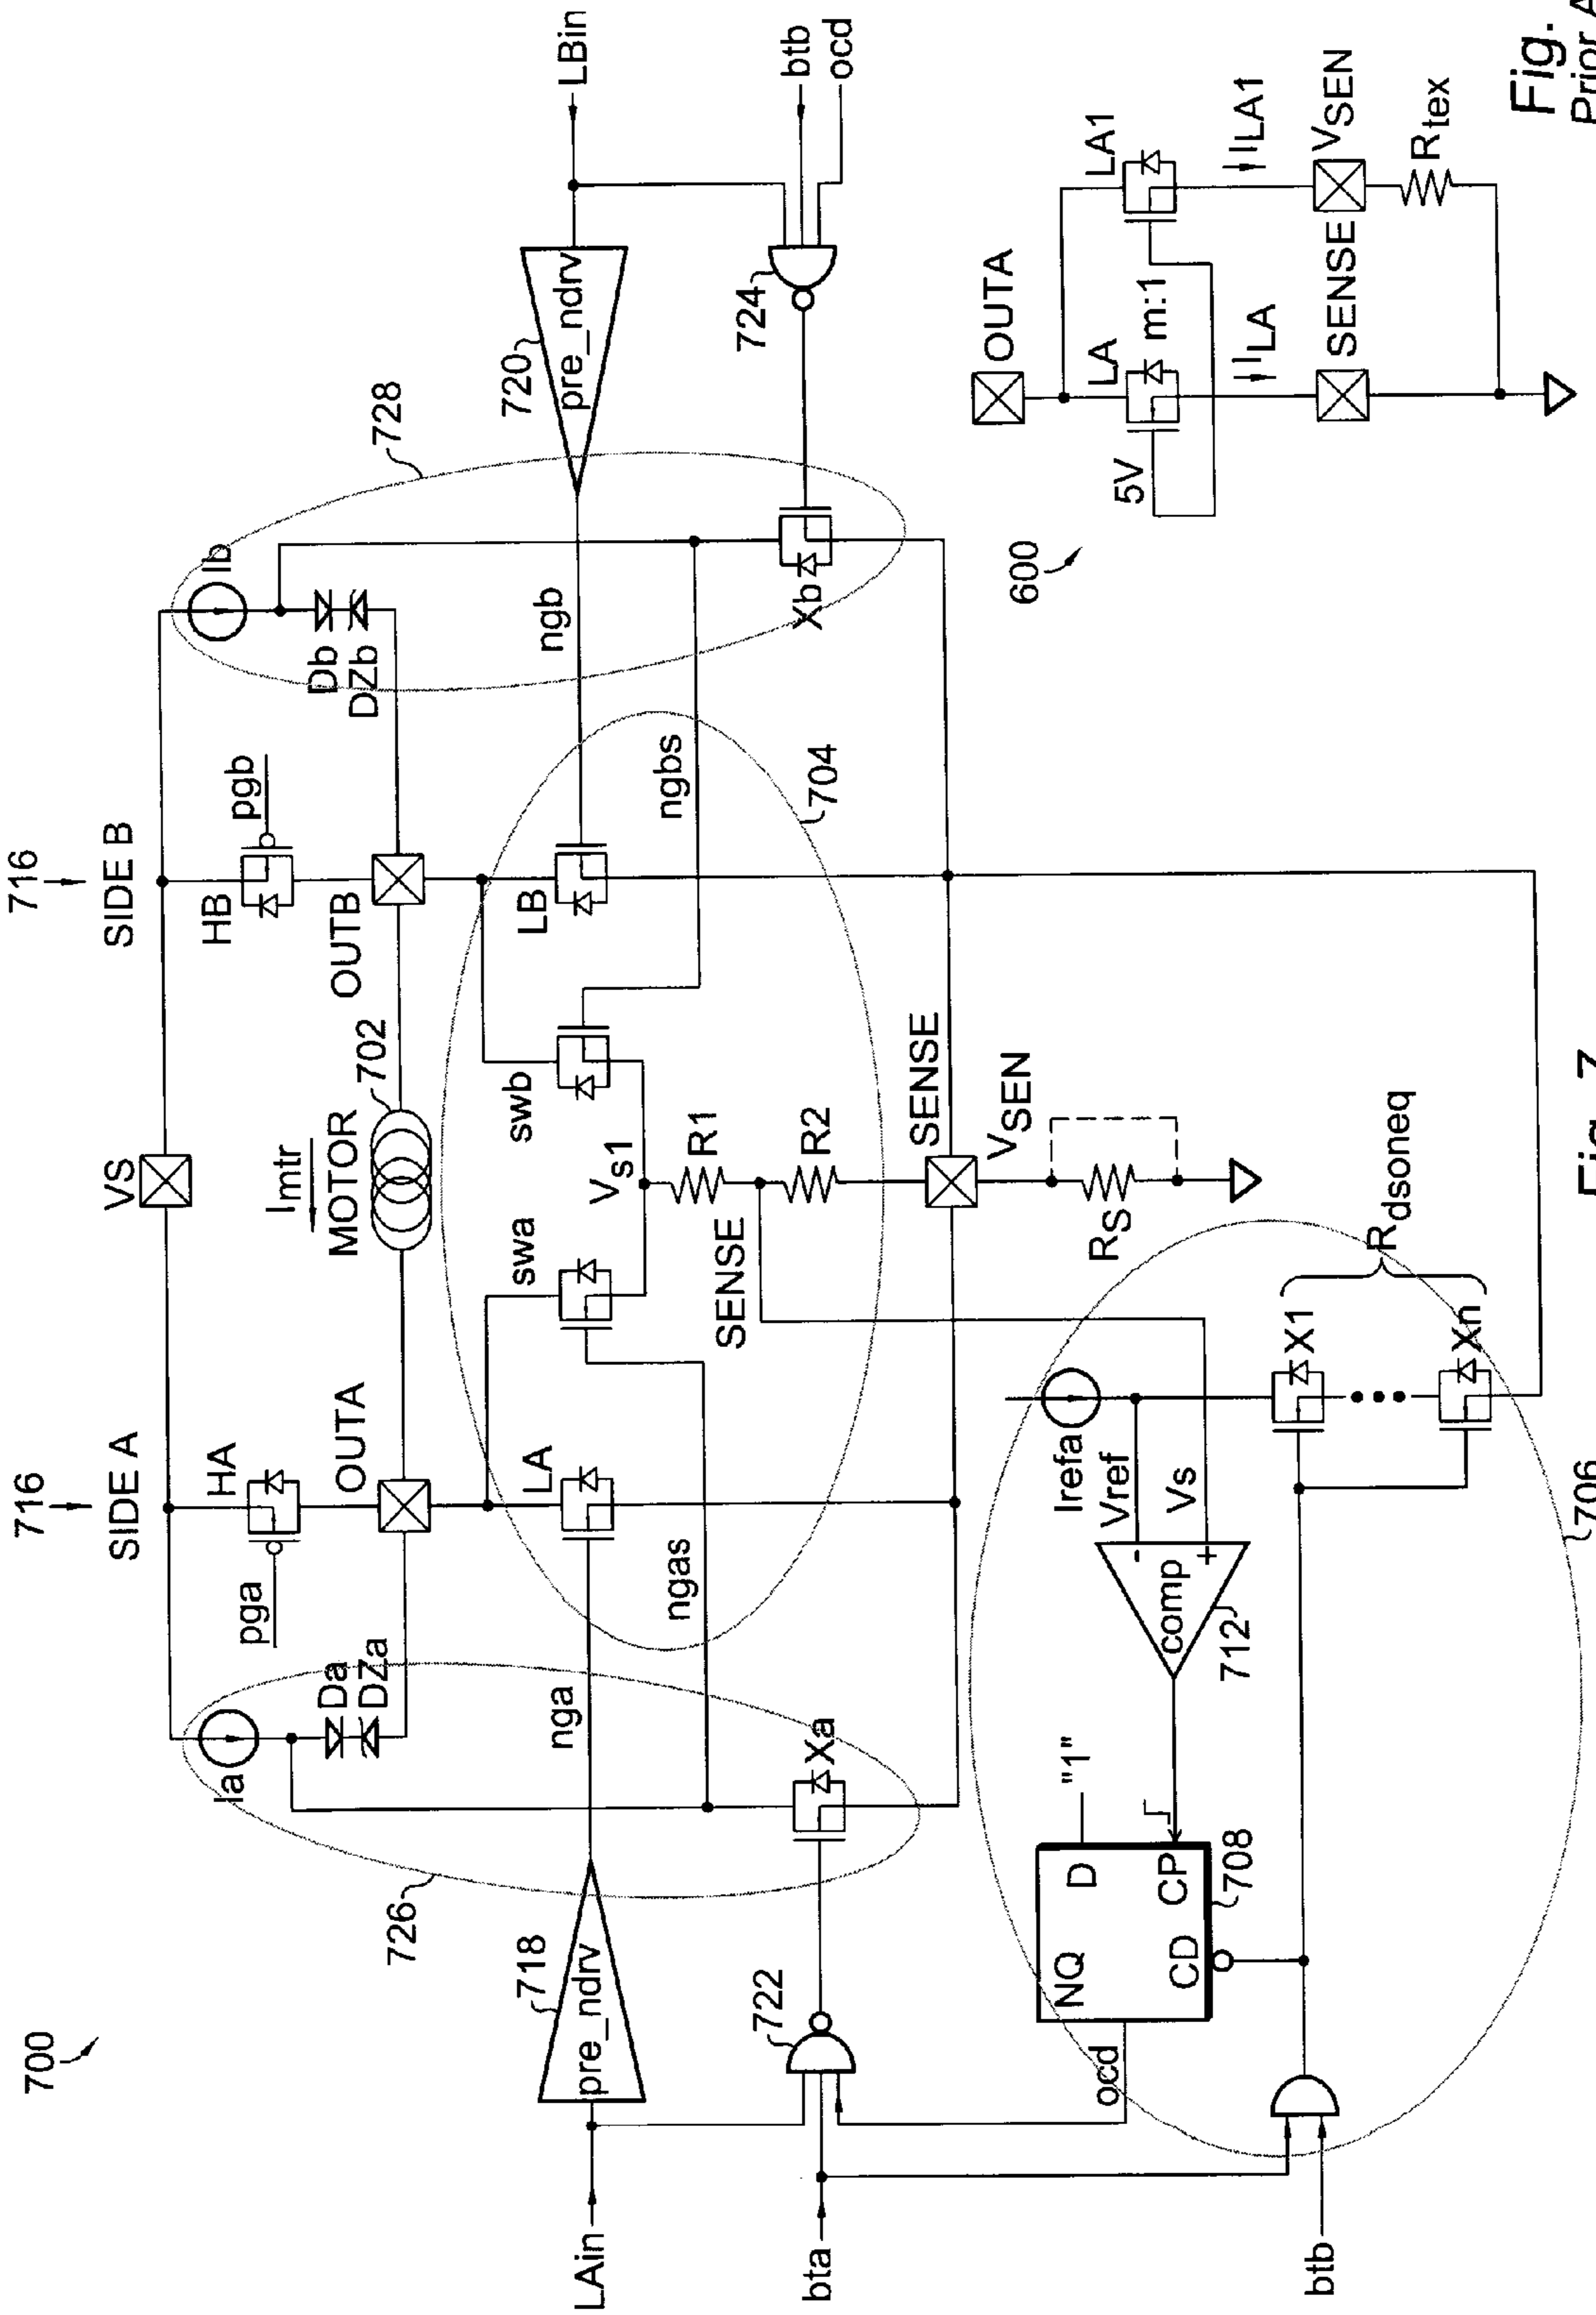 700
716
SIDE A
VS
716
SIDE B
HA
pga
Imtr
MOTOR
702
HB
pgb
Ia
Da
DZa
OUTA
OUTB
Db
DZb
Ib
728
726
718
pre_ndrv
nga
LA
swa
Vs1
swb
LB
ngb
720
pre_ndrv
LBin
LAin
ngas
R1
SENSE
R2
ngbs
704
722
Xa
Xb
724
btb
ocd
bta
SENSE
VSEN
RS
ocd
NQ
D
"1"
CD
CP
708
comp
-
+
712
Irefa
Vref
Vs
X1
Xn
Rdsoneq
btb
706
600
OUTA
LA
LA1
m:1
5V
ILA
ILA1
SENSE
VSEN
Rtex
Fig.
Prior